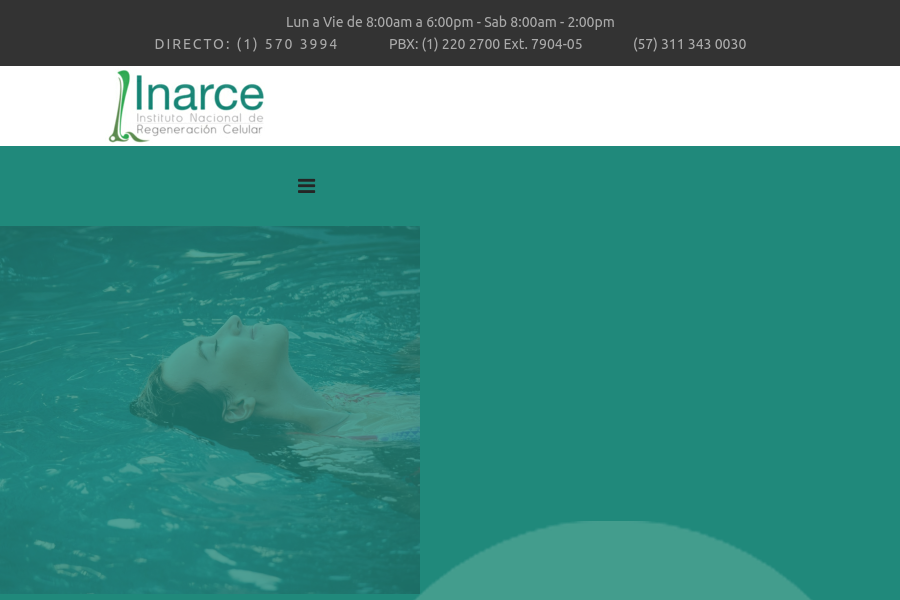 Lun a Vie de 8:00am a 6:00pm - Sab 8:00am - 2:00pm
DIRECTO: (1) 570 3994 PBX: (1) 220 2700 Ext. 7904-05 (57) 311 343 0030
Inarce
Instituto Nacional de
Regeneración Celular